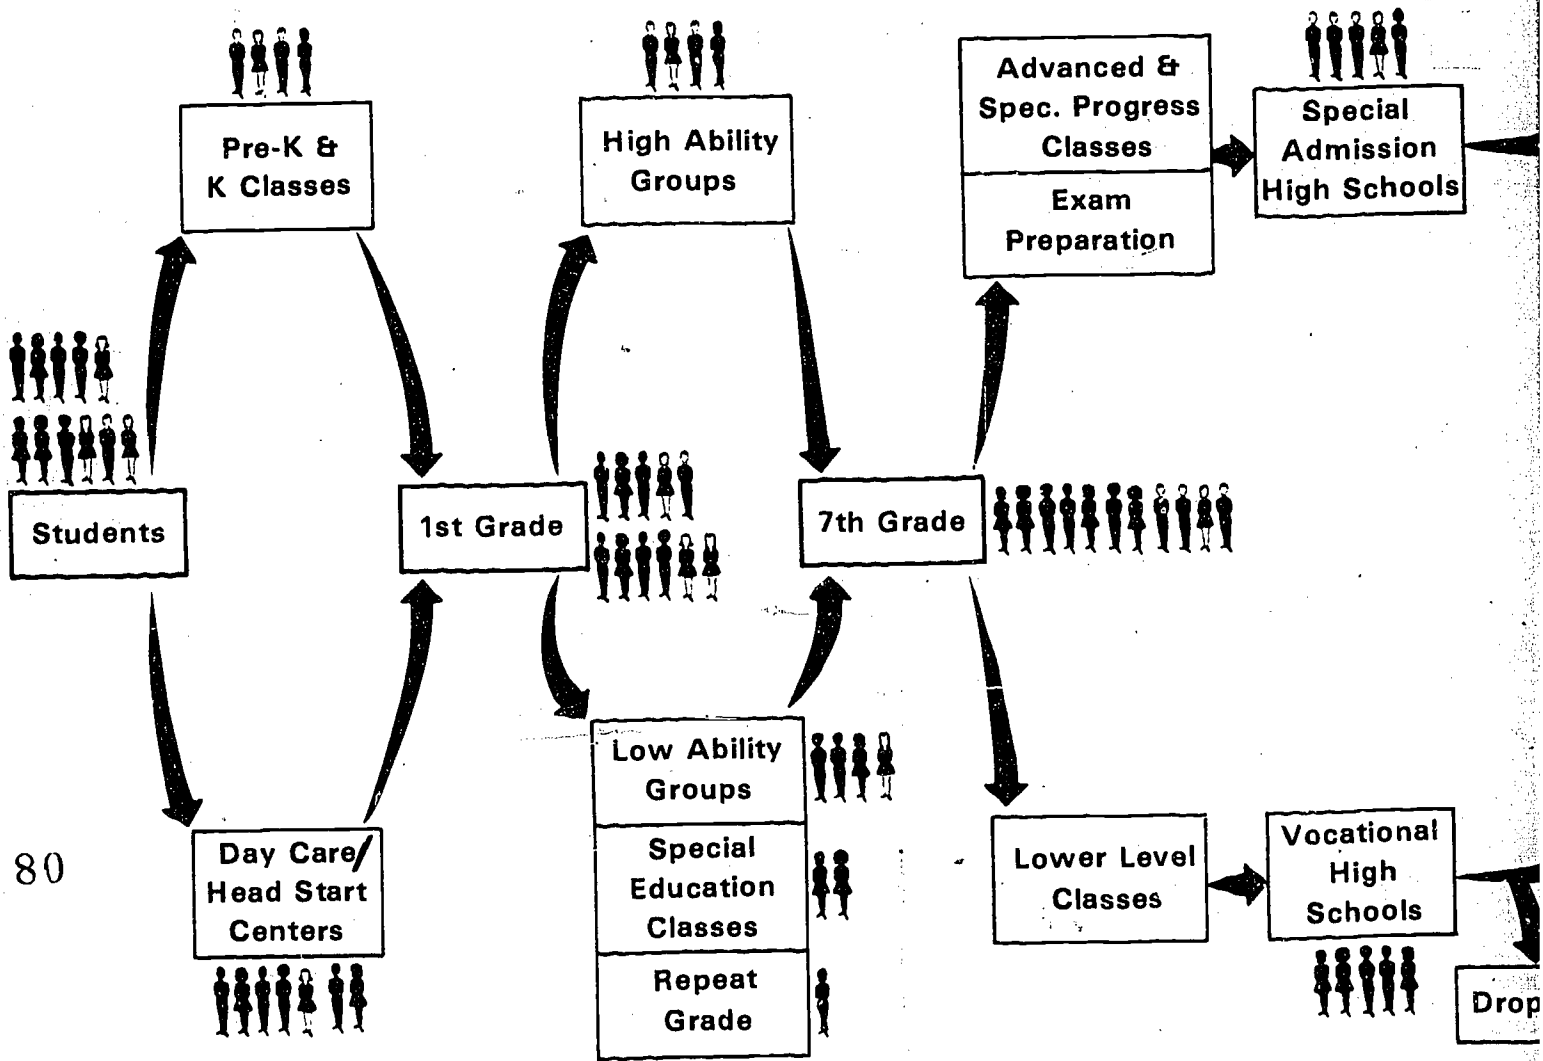 Pre-K &
K Classes
High Ability
Groups
Advanced &
Spec. Progress
Classes
Exam
Preparation
Special
Admission
High Schools
Students
1st Grade
7th Grade
80
Day Care/
Head Start
Centers
Low Ability
Groups
Special
Education
Classes
Repeat
Grade
Lower Level
Classes
Vocational
High
Schools
Drop